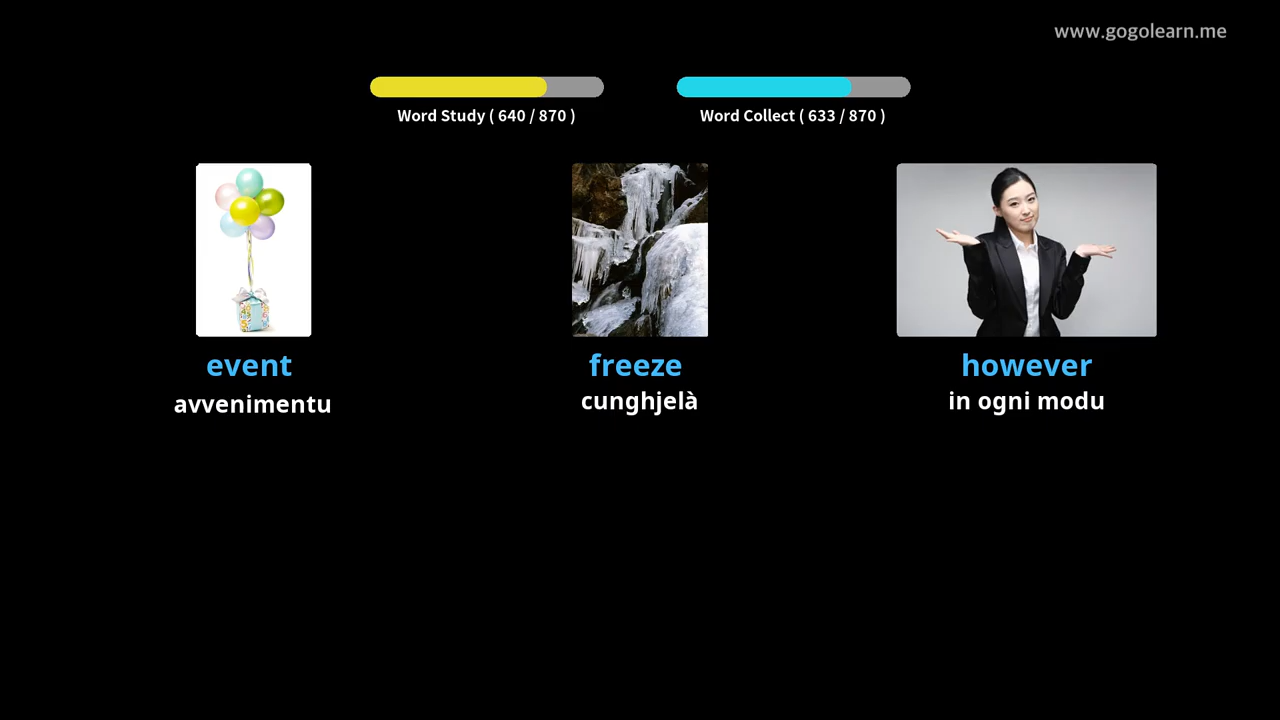 www.gogolearn.me
Word Study ( 640 / 870 )
Word Collect ( 633 / 870 )
event
avvenimentu
freeze
cunghjelà
however
in ogni modu